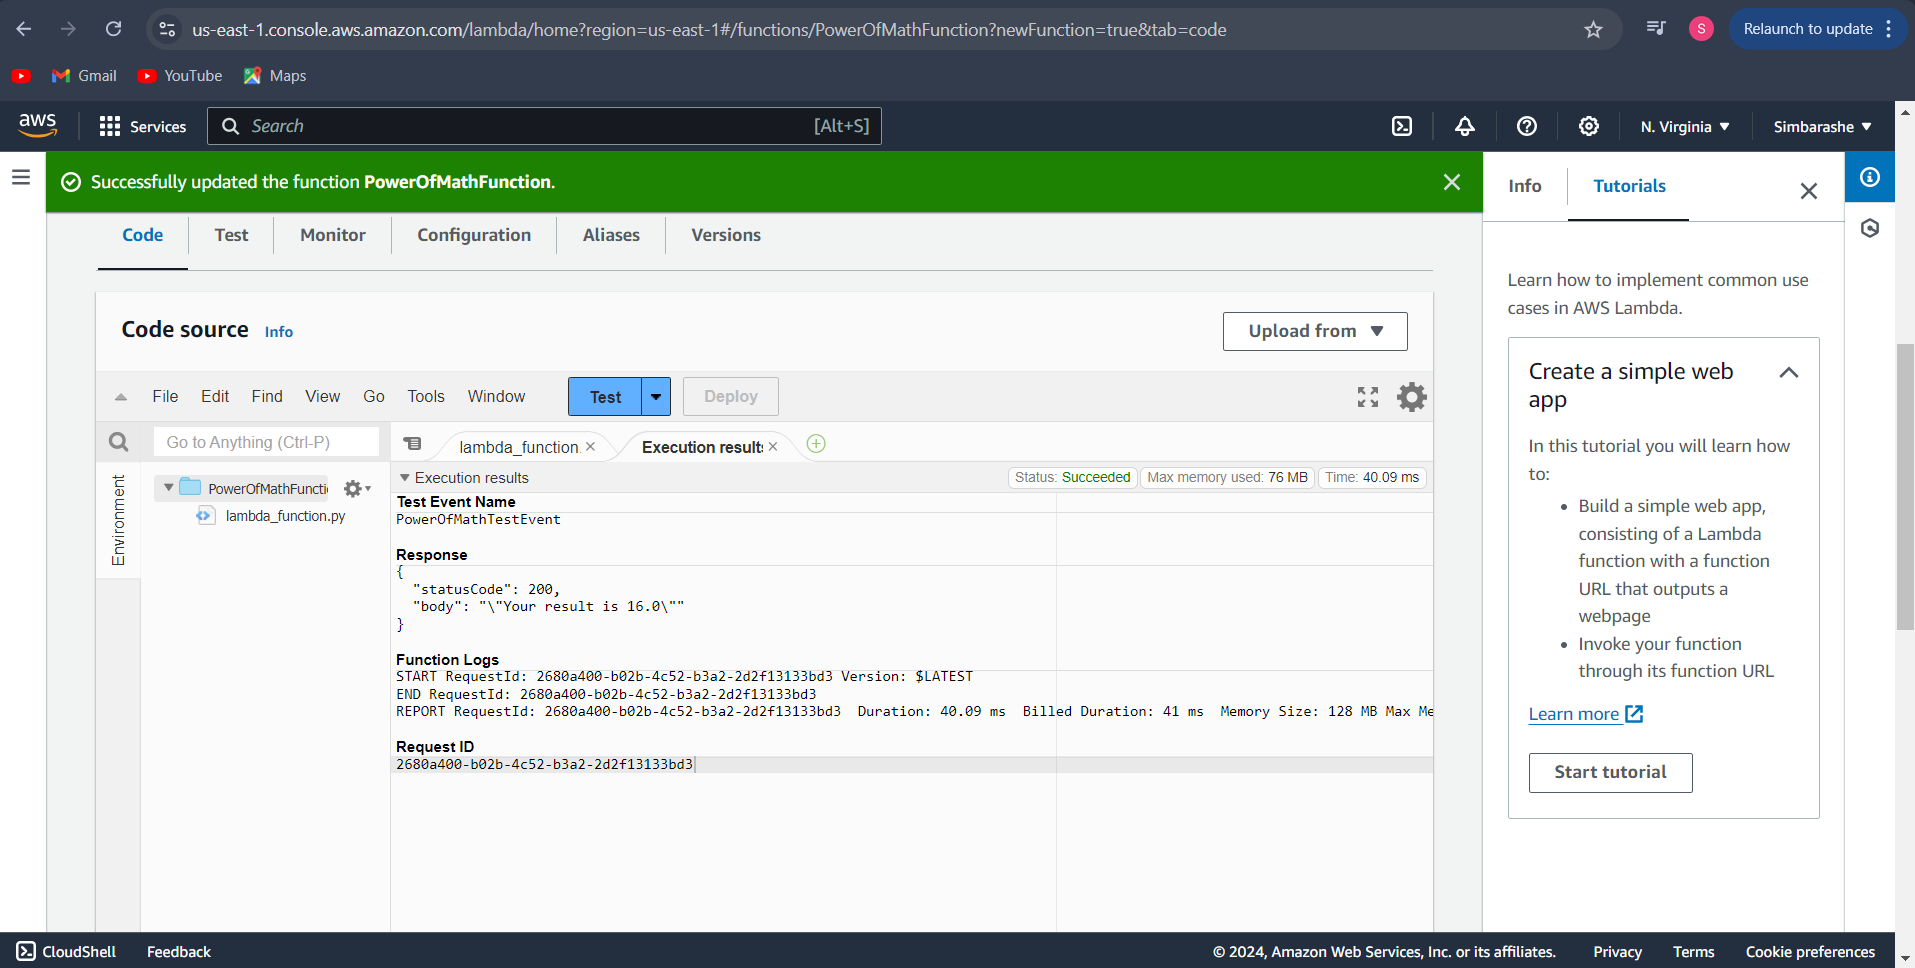 us-east-1.console.aws.amazon.com/lambda/home?region=us-east-1#/functions/PowerOfMathFunction?newFunction=true&tab=code
S
Relaunch to update
Gmail
YouTube
Maps
aws
Services
Search
[Alt+S]
N. Virginia
Simbarashe
Successfully updated the function PowerOfMathFunction.
Info
Tutorials
Code
Test
Monitor
Configuration
Aliases
Versions
Learn how to implement common use
cases in AWS Lambda.
Code source
Info
Upload from
Create a simple web
app
File
Edit
Find
View
Go
Tools
Window
Test
Deploy
Go to Anything (Ctrl-P)
lambda_function
Execution results
In this tutorial you will learn how
to:
Environment
PowerOfMathFuncti
lambda_function.py
Execution results
Status: Succeeded
Max memory used: 76 MB
Time: 40.09 ms
Test Event Name
PowerOfMathTestEvent
Response
{
"statusCode": 200,
"body": "\"Your result is 16.0\""
}
Function Logs
START RequestId: 2680a400-b02b-4c52-b3a2-2d2f13133bd3 Version: $LATEST
END RequestId: 2680a400-b02b-4c52-b3a2-2d2f13133bd3
REPORT RequestId: 2680a400-b02b-4c52-b3a2-2d2f13133bd3  Duration: 40.09 ms  Billed Duration: 41 ms  Memory Size: 128 MB Max Me
Request ID
2680a400-b02b-4c52-b3a2-2d2f13133bd3
• Build a simple web app,
consisting of a Lambda
function with a function
URL that outputs a
webpage
• Invoke your function
through its function URL
Learn more
Start tutorial
CloudShell
Feedback
© 2024, Amazon Web Services, Inc. or its affiliates.
Privacy
Terms
Cookie preferences